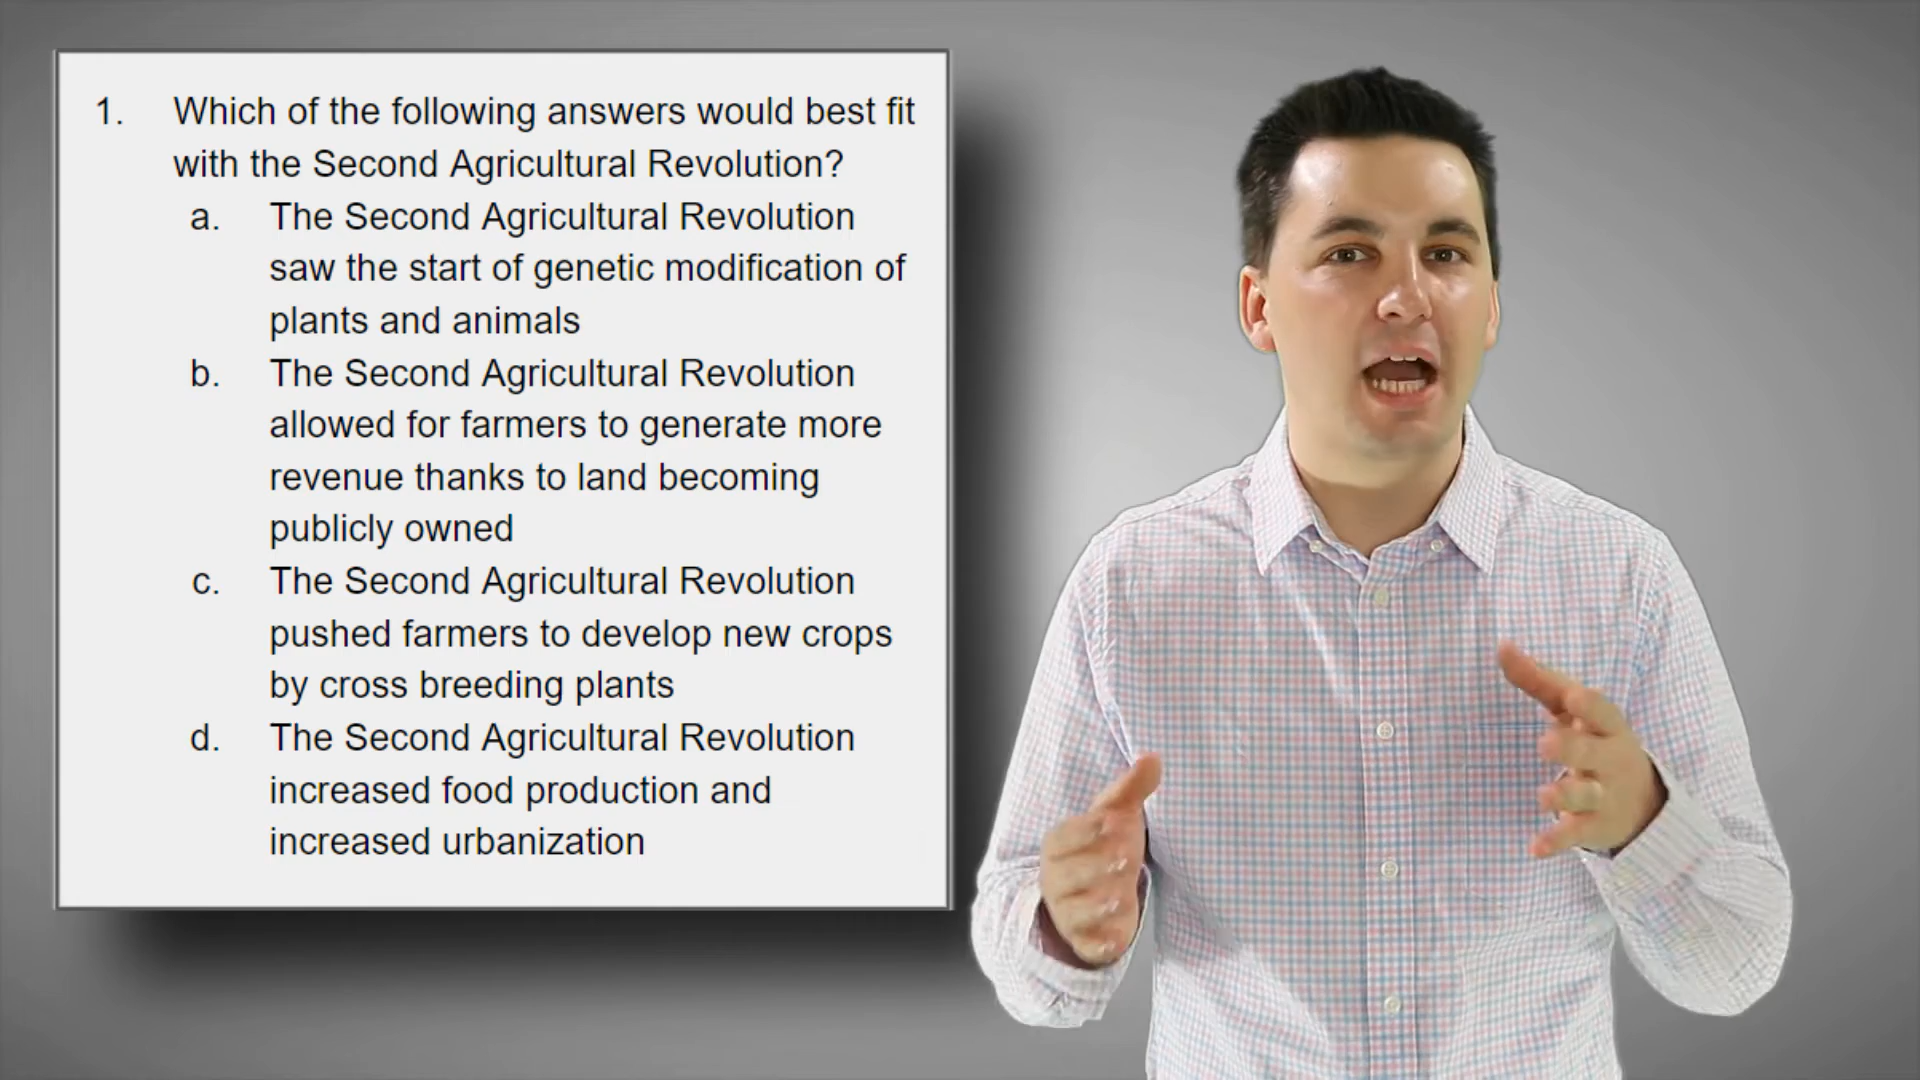 1. Which of the following answers would best fit
with the Second Agricultural Revolution?
a. The Second Agricultural Revolution
saw the start of genetic modification of
plants and animals
b. The Second Agricultural Revolution
allowed for farmers to generate more
revenue thanks to land becoming
publicly owned
c. The Second Agricultural Revolution
pushed farmers to develop new crops
by cross breeding plants
d. The Second Agricultural Revolution
increased food production and
increased urbanization